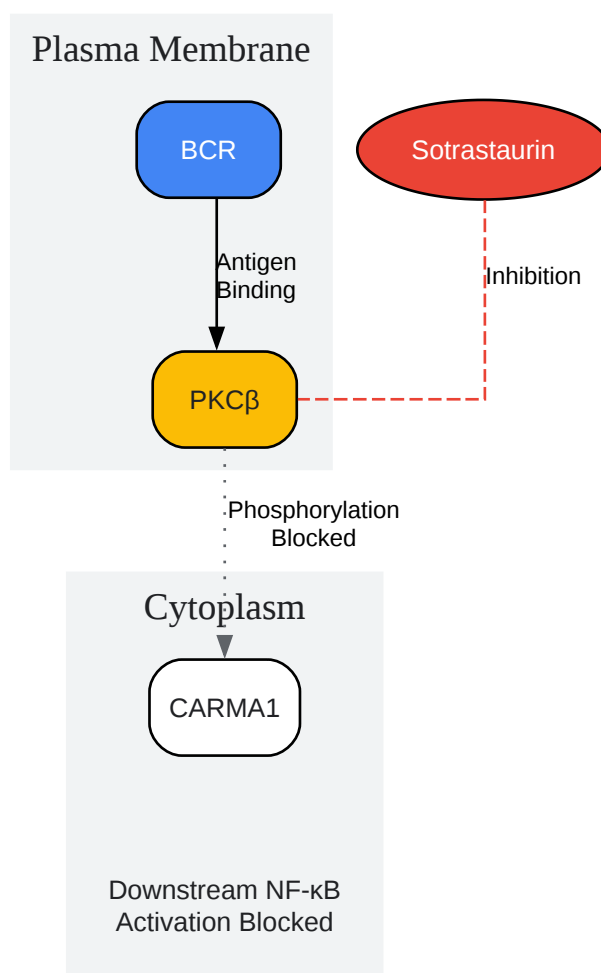 Plasma Membrane
BCR
Sotrastaurin
Antigen
Binding
Inhibition
PKCβ
Phosphorylation
Blocked
Cytoplasm
CARMA1
Downstream NF-κB
Activation Blocked